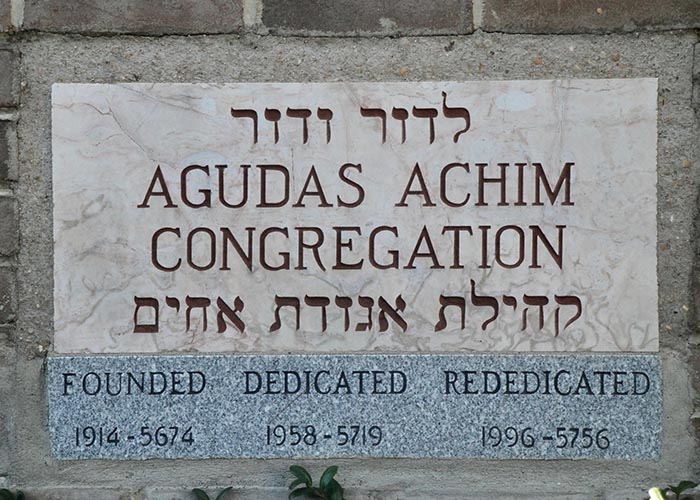 לדור ודור
AGUDAS ACHIM
CONGREGATION
קהילת אגודת אחים
FOUNDED DEDICATED REDEDICATED
1914-5674 1958-5719 1996-5756